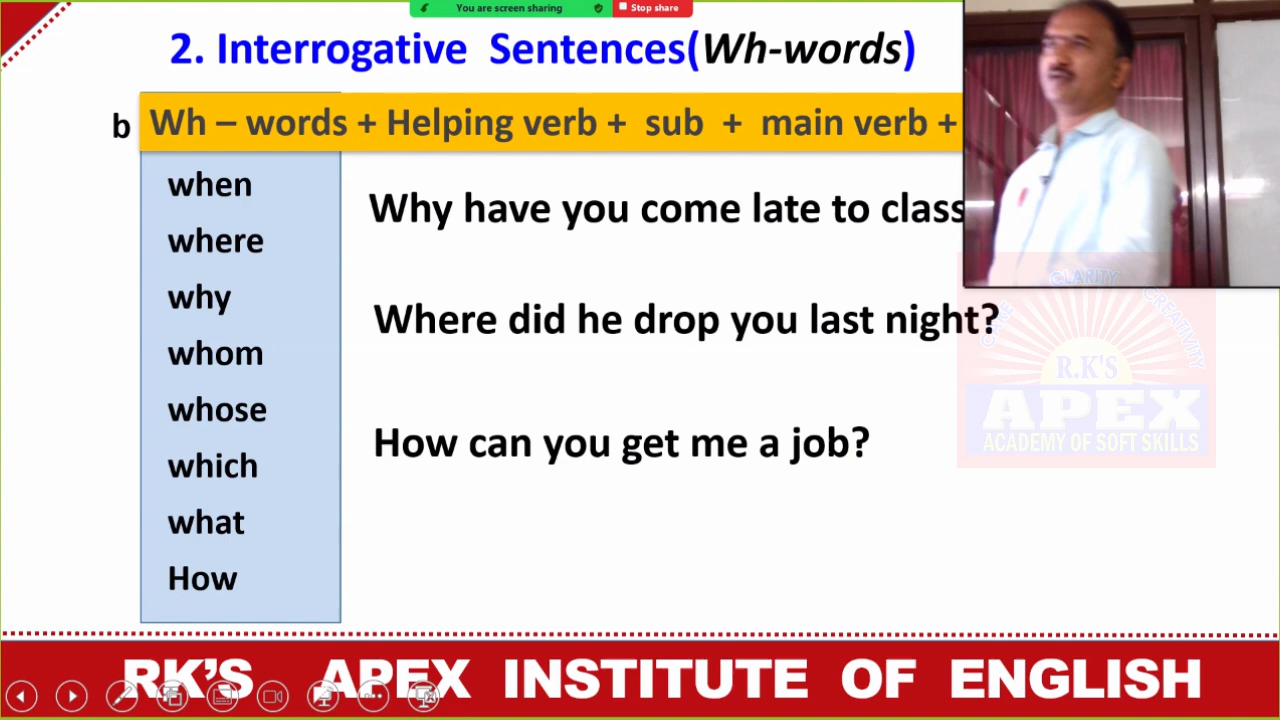 You are screen sharing Stop share
2. Interrogative Sentences(Wh-words)
b Wh – words + Helping verb + sub + main verb +
when
where
why
whom
whose
which
what
How
Why have you come late to class
Where did he drop you last night?
How can you get me a job?
CLARITY
CREATIVITY
R.K'S
APEX
ACADEMY OF SOFT SKILLS
RK'S APEX INSTITUTE OF ENGLISH